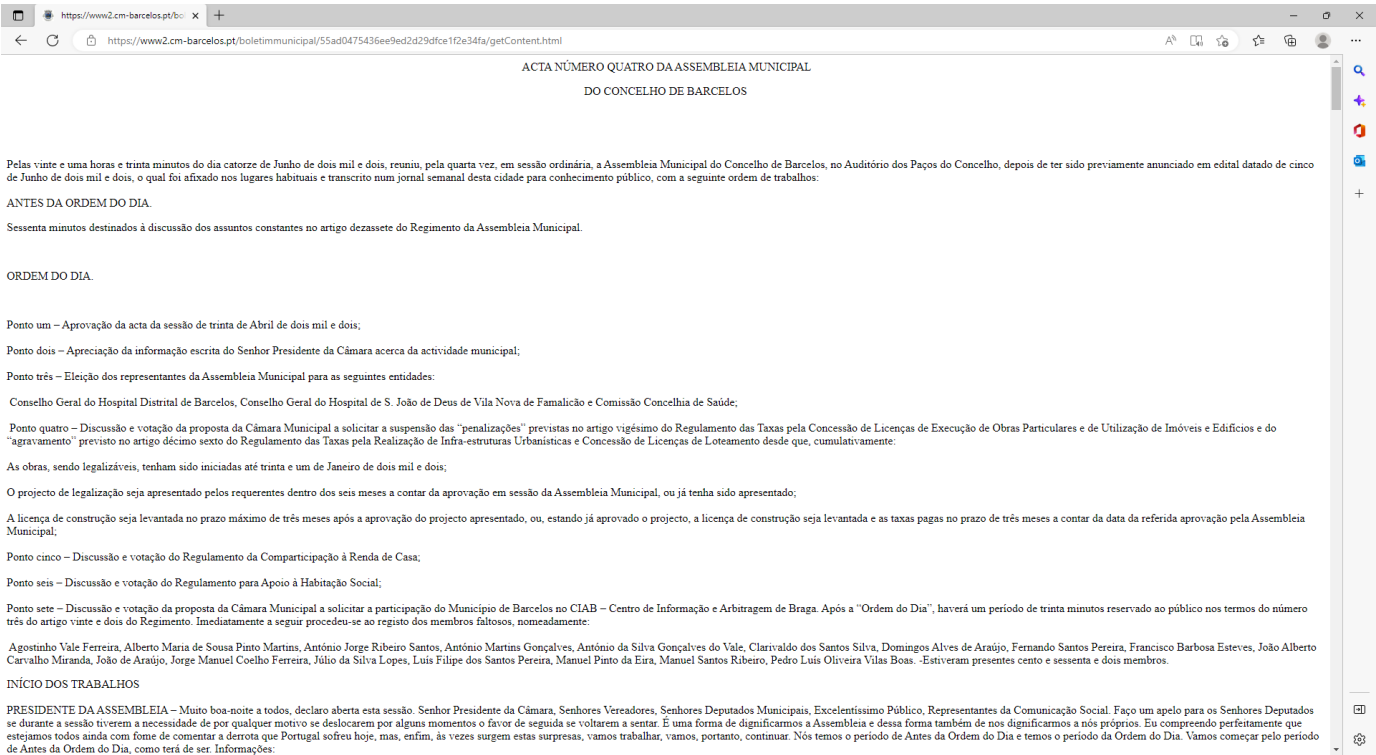 https://www2.cm-barcelos.pt/bo
https://www2.cm-barcelos.pt/boletimmunicipal/55ad0475436ee9ed2d29dfce1f2e34fa/getContent.html
ACTA NÚMERO QUATRO DA ASSEMBLEIA MUNICIPAL
DO CONCELHO DE BARCELOS
Pelas vinte e uma horas e trinta minutos do dia catorze de Junho de dois mil e dois, reuniu, pela quarta vez, em sessão ordinária, a Assembleia Municipal do Concelho de Barcelos, no Auditório dos Paços do Concelho, depois de ter sido previamente anunciado em edital datado de cinco
de Junho de dois mil e dois, o qual foi afixado nos lugares habituais e transcrito num jornal semanal desta cidade para conhecimento público, com a seguinte ordem de trabalhos:
ANTES DA ORDEM DO DIA.
Sessenta minutos destinados à discussão dos assuntos constantes no artigo dezassete do Regimento da Assembleia Municipal.
ORDEM DO DIA.
Ponto um – Aprovação da acta da sessão de trinta de Abril de dois mil e dois;
Ponto dois – Apreciação da informação escrita do Senhor Presidente da Câmara acerca da actividade municipal;
Ponto três – Eleição dos representantes da Assembleia Municipal para as seguintes entidades:
Conselho Geral do Hospital Distrital de Barcelos, Conselho Geral do Hospital de S. João de Deus de Vila Nova de Famalicão e Comissão Concelhia de Saúde;
Ponto quatro – Discussão e votação da proposta da Câmara Municipal a solicitar a suspensão das “penalizações” previstas no artigo vigésimo do Regulamento das Taxas pela Concessão de Licenças de Execução de Obras Particulares e de Utilização de Imóveis e Edifícios e do
“agravamento” previsto no artigo décimo sexto do Regulamento das Taxas pela Realização de Infra-estruturas Urbanísticas e Concessão de Licenças de Loteamento desde que, cumulativamente:
As obras, sendo legalizáveis, tenham sido iniciadas até trinta e um de Janeiro de dois mil e dois;
O projecto de legalização seja apresentado pelos requerentes dentro dos seis meses a contar da aprovação em sessão da Assembleia Municipal, ou já tenha sido apresentado;
A licença de construção seja levantada no prazo máximo de três meses após a aprovação do projecto apresentado, ou, estando já aprovado o projecto, a licença de construção seja levantada e as taxas pagas no prazo de três meses a contar da data da referida aprovação pela Assembleia
Municipal;
Ponto cinco – Discussão e votação do Regulamento da Comparticipação à Renda de Casa;
Ponto seis – Discussão e votação do Regulamento para Apoio à Habitação Social;
Ponto sete – Discussão e votação da proposta da Câmara Municipal a solicitar a participação do Município de Barcelos no CIAB – Centro de Informação e Arbitragem de Braga. Após a “Ordem do Dia”, haverá um período de trinta minutos reservado ao público nos termos do número
três do artigo vinte e dois do Regimento. Imediatamente a seguir procedeu-se ao registo dos membros faltosos, nomeadamente:
Agostinho Vale Ferreira, Alberto Maria de Sousa Pinto Martins, António Jorge Ribeiro Santos, António Martins Gonçalves, António da Silva Gonçalves do Vale, Clarivaldo dos Santos Silva, Domingos Alves de Araújo, Fernando Santos Pereira, Francisco Barbosa Esteves, João Alberto
Carvalho Miranda, João de Araújo, Jorge Manuel Coelho Ferreira, Júlio da Silva Lopes, Luís Filipe dos Santos Pereira, Manuel Pinto da Eira, Manuel Santos Ribeiro, Pedro Luís Oliveira Vilas Boas. -Estiveram presentes cento e sessenta e dois membros.
INÍCIO DOS TRABALHOS
PRESIDENTE DA ASSEMBLEIA – Muito boa-noite a todos, declaro aberta esta sessão. Senhor Presidente da Câmara, Senhores Vereadores, Senhores Deputados Municipais, Excelentíssimo Público, Representantes da Comunicação Social. Faço um apelo para os Senhores Deputados
se durante a sessão tiverem a necessidade de por qualquer motivo se deslocarem por alguns momentos o favor de seguida se voltarem a sentar. É uma forma de dignificarmos a Assembleia e dessa forma também de nos dignificarmos a nós próprios. Eu compreendo perfeitamente que
estejamos todos ainda com fome de comentar a derrota que Portugal sofreu hoje, mas, enfim, às vezes surgem estas surpresas, vamos trabalhar, vamos, portanto, continuar. Nós temos o período de Antes da Ordem do Dia e temos o período da Ordem do Dia. Vamos começar pelo período
de Antes da Ordem do Dia, como terá de ser. Informações: